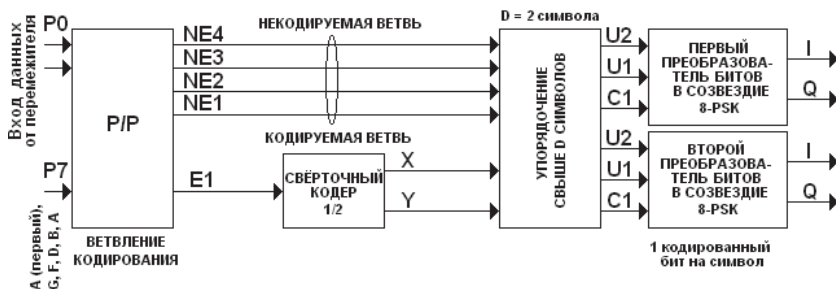 P0
Вход данных
от перемежителя
P7
А (первый),
G, F, D, B, A
P/P
ВЕТВЛЕНИЕ
КОДИРОВАНИЯ
НЕКОДИРУЕМАЯ ВЕТВЬ
NE4
NE3
NE2
NE1
КОДИРУЕМАЯ ВЕТВЬ
E1
СВЁРТОЧНЫЙ
КОДЕР
1/2
X
Y
D = 2 символа
УПОРЯДОЧЕНИЕ
СВЫШЕ D СИМВОЛОВ
U2
U1
C1
U2
U1
C1
ПЕРВЫЙ
ПРЕОБРАЗОВА-
ТЕЛЬ БИТОВ
В СОЗВЕЗДИЕ
8-PSK
I
Q
ВТОРОЙ
ПРЕОБРАЗОВА-
ТЕЛЬ БИТОВ
В СОЗВЕЗДИЕ
8-PSK
I
Q
1 кодированный
бит на символ